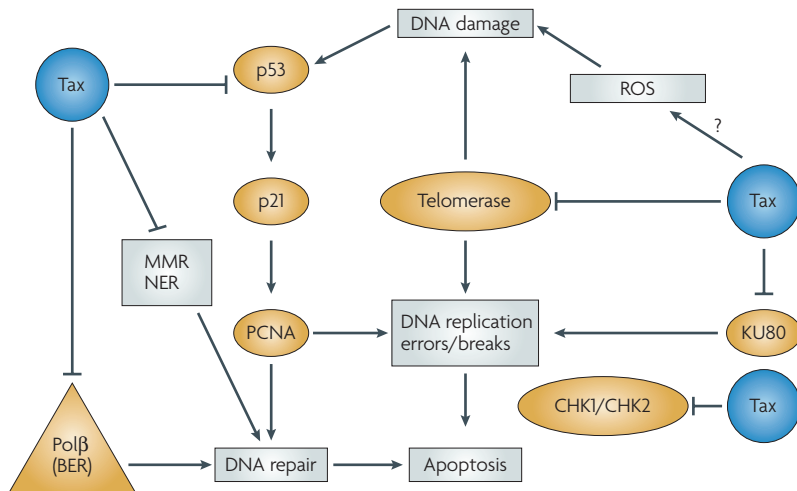 DNA damage
p53
Tax
ROS
?
p21
Telomerase
Tax
MMR
NER
PCNA
DNA replication
errors/breaks
KU80
CHK1/CHK2
Tax
Polβ
(BER)
DNA repair
Apoptosis